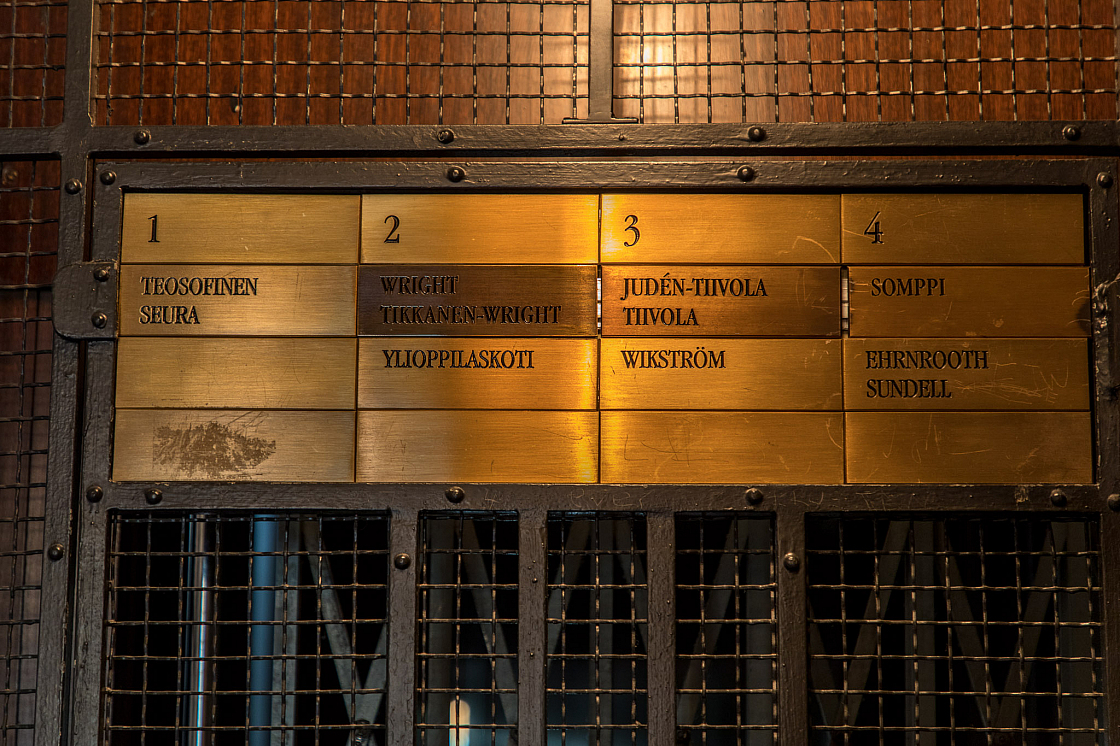 1 2 3 4
TEOSOFINEN
SEURA
WRIGHT
TIKKANEN-WRIGHT
JUDÉN-TIIVOLA
TIIVOLA
SOMPPI
YLIOPPILASKOTI
WIKSTRÖM
EHRNROOTH
SUNDELL